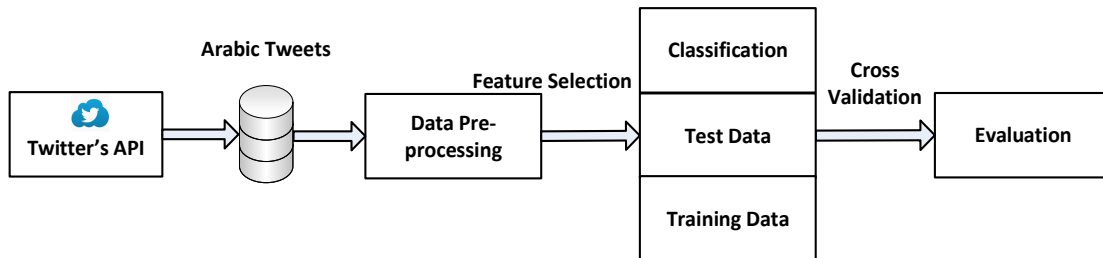 Arabic Tweets
Twitter's API
Data Pre-
processing
Feature Selection
Classification
Test Data
Training Data
Cross
Validation
Evaluation